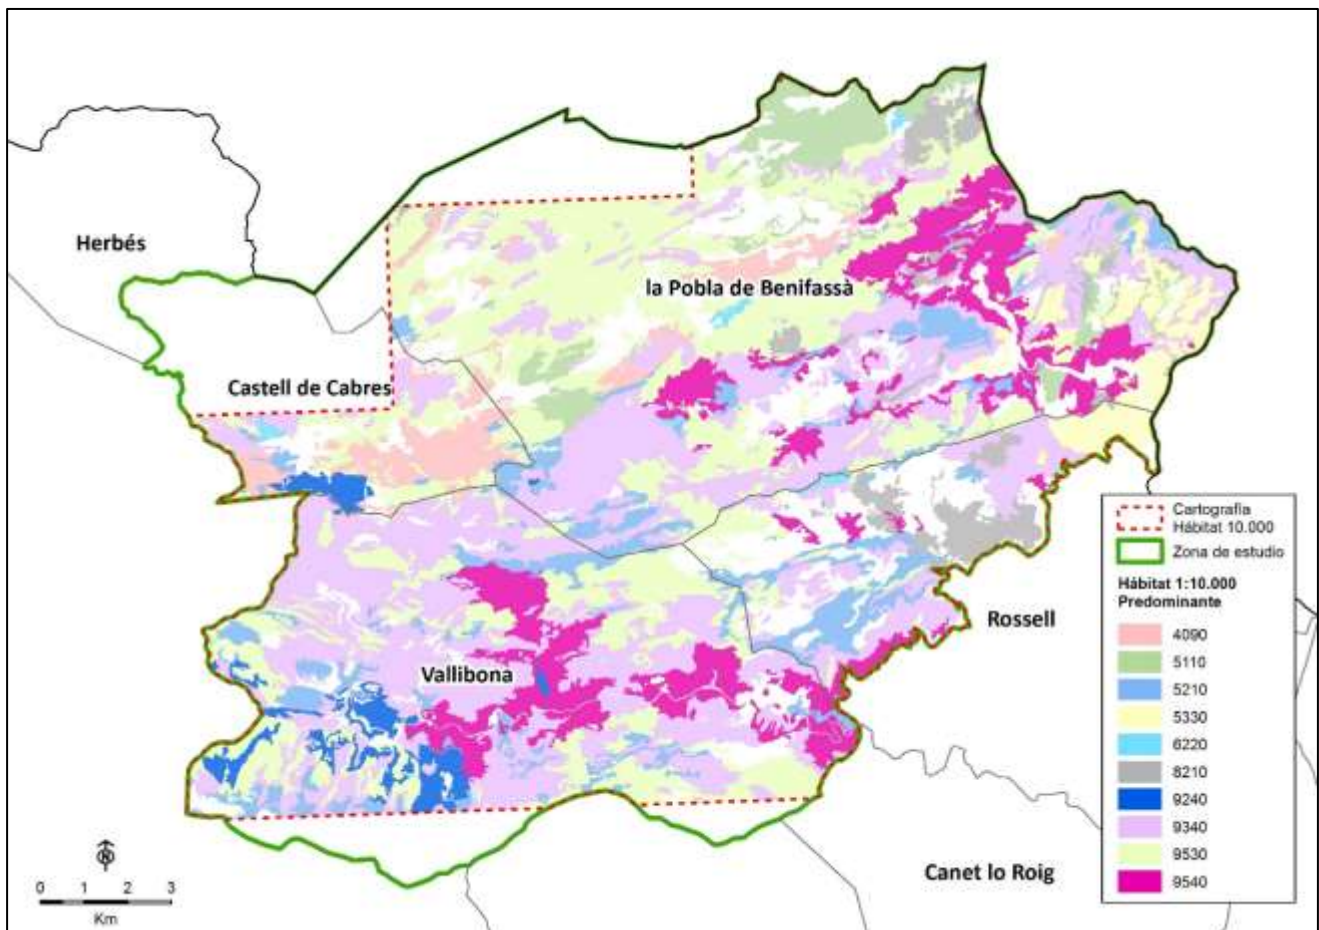 Herbés
la Pobla de Benifassà
Castell de Cabres
Vallibona
Rossell
Canet lo Roig
Cartografía
Hábitat 10.000
Zona de estudio
Hábitat 1:10.000
Predominante
4090
5110
5210
5330
6220
8210
9240
9340
9530
9540
N
0 1 2 3
Km